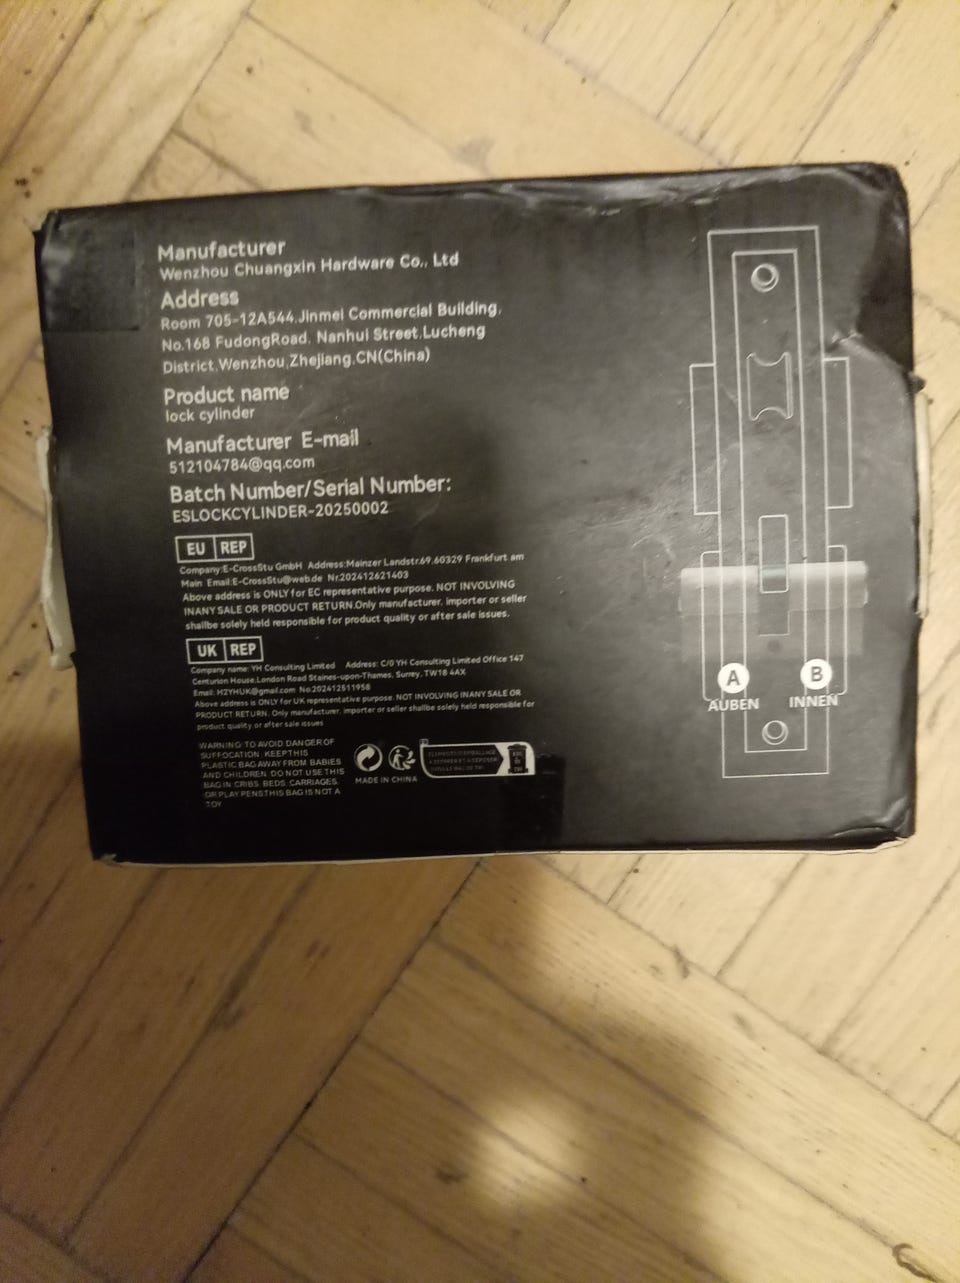 Manufacturer
Wenzhou Chuangxin Hardware Co., Ltd
Address
Room 705-12A544,Jinmei Commercial Building,
No.168 FudongRoad, Nanhui Street,Lucheng
District,Wenzhou,Zhejiang,CN(China)
Product name
lock cylinder
Manufacturer E-mail
512104784@qq.com
Batch Number/Serial Number:
ESLOCKCYLINDER-20250002
EU REP
Company:E-CrossStu GmbH Address:Mainzer Landstr.69,60329 Frankfurt am
Main Email:E-CrossStu@web.de Nr.202412621403
Above address is ONLY for EC representative purpose. NOT INVOLVING
INANY SALE OR PRODUCT RETURN.Only manufacturer, importer or seller
shallbe solely held responsible for product quality or after sale issues.
UK REP
Company name: YH Consulting Limited Address: C/O YH Consulting Limited Office 147
Centurion House,London Road Staines-upon-Thames, Surrey, TW18 4AX
Email: H2YHUK@gmail.com No.202412511958
Above address is ONLY for UK representative purpose. NOT INVOLVING INANY SALE OR
PRODUCT RETURN. Only manufacturer, importer or seller shallbe solely held responsible for
product quality or after sale issues
WARNING: TO AVOID DANGER OF
SUFFOCATION, KEEP THIS
PLASTIC BAG AWAY FROM BABIES
AND CHILDREN. DO NOT USE THIS
BAG IN CRIBS, BEDS, CARRIAGES,
OR PLAY PENS.THIS BAG IS NOT A
TOY.
MADE IN CHINA
A
AUBEN
B
INNEN